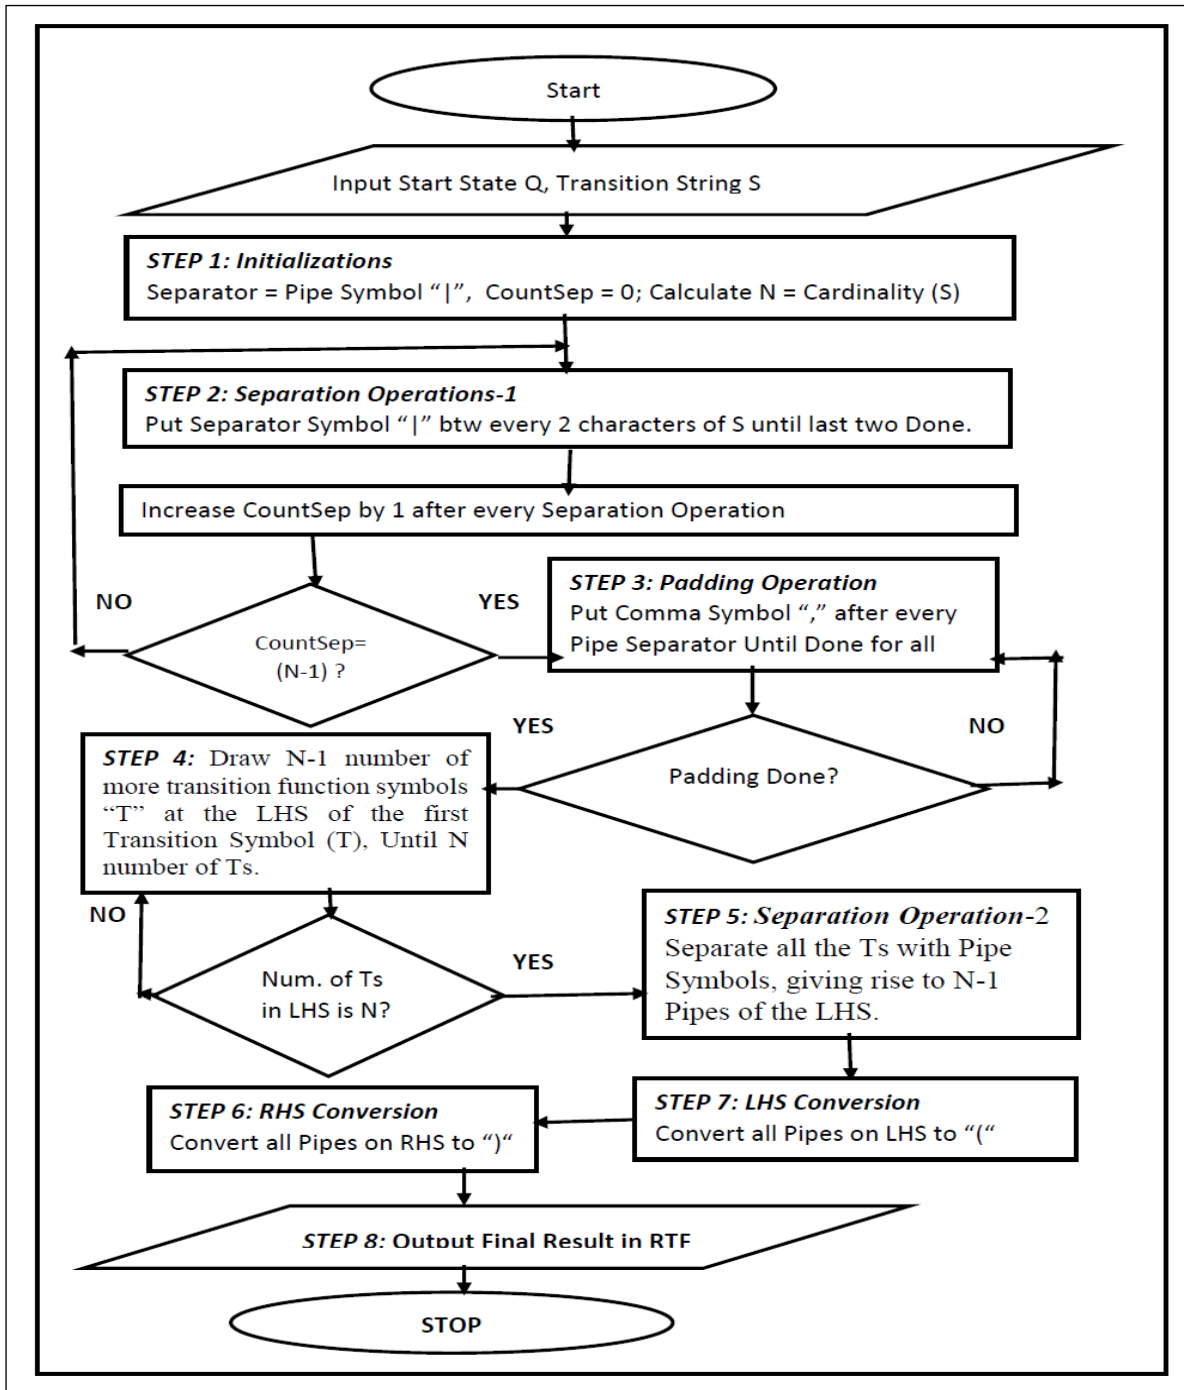 Start
Input Start State Q, Transition String S
STEP 1: Initializations
Separator = Pipe Symbol “|”, CountSep = 0; Calculate N = Cardinality (S)
STEP 2: Separation Operations-1
Put Separator Symbol “|” btw every 2 characters of S until last two Done.
Increase CountSep by 1 after every Separation Operation
NO
CountSep=
(N-1) ?
YES
STEP 3: Padding Operation
Put Comma Symbol “,” after every
Pipe Separator Until Done for all
YES
Padding Done?
NO
STEP 4: Draw N-1 number of
more transition function symbols
“T” at the LHS of the first
Transition Symbol (T), Until N
number of Ts.
NO
Num. of Ts
in LHS is N?
YES
STEP 5: Separation Operation-2
Separate all the Ts with Pipe
Symbols, giving rise to N-1
Pipes of the LHS.
STEP 6: RHS Conversion
Convert all Pipes on RHS to “)“
STEP 7: LHS Conversion
Convert all Pipes on LHS to “(“
STEP 8: Output Final Result in RTF
STOP